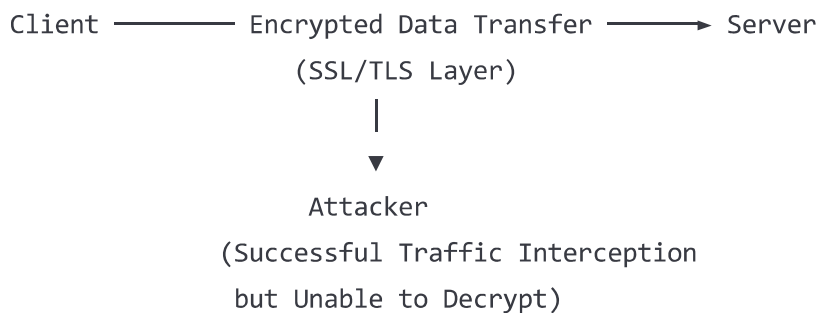 Client Encrypted Data Transfer Server
(SSL/TLS Layer)
Attacker
(Successful Traffic Interception
but Unable to Decrypt)